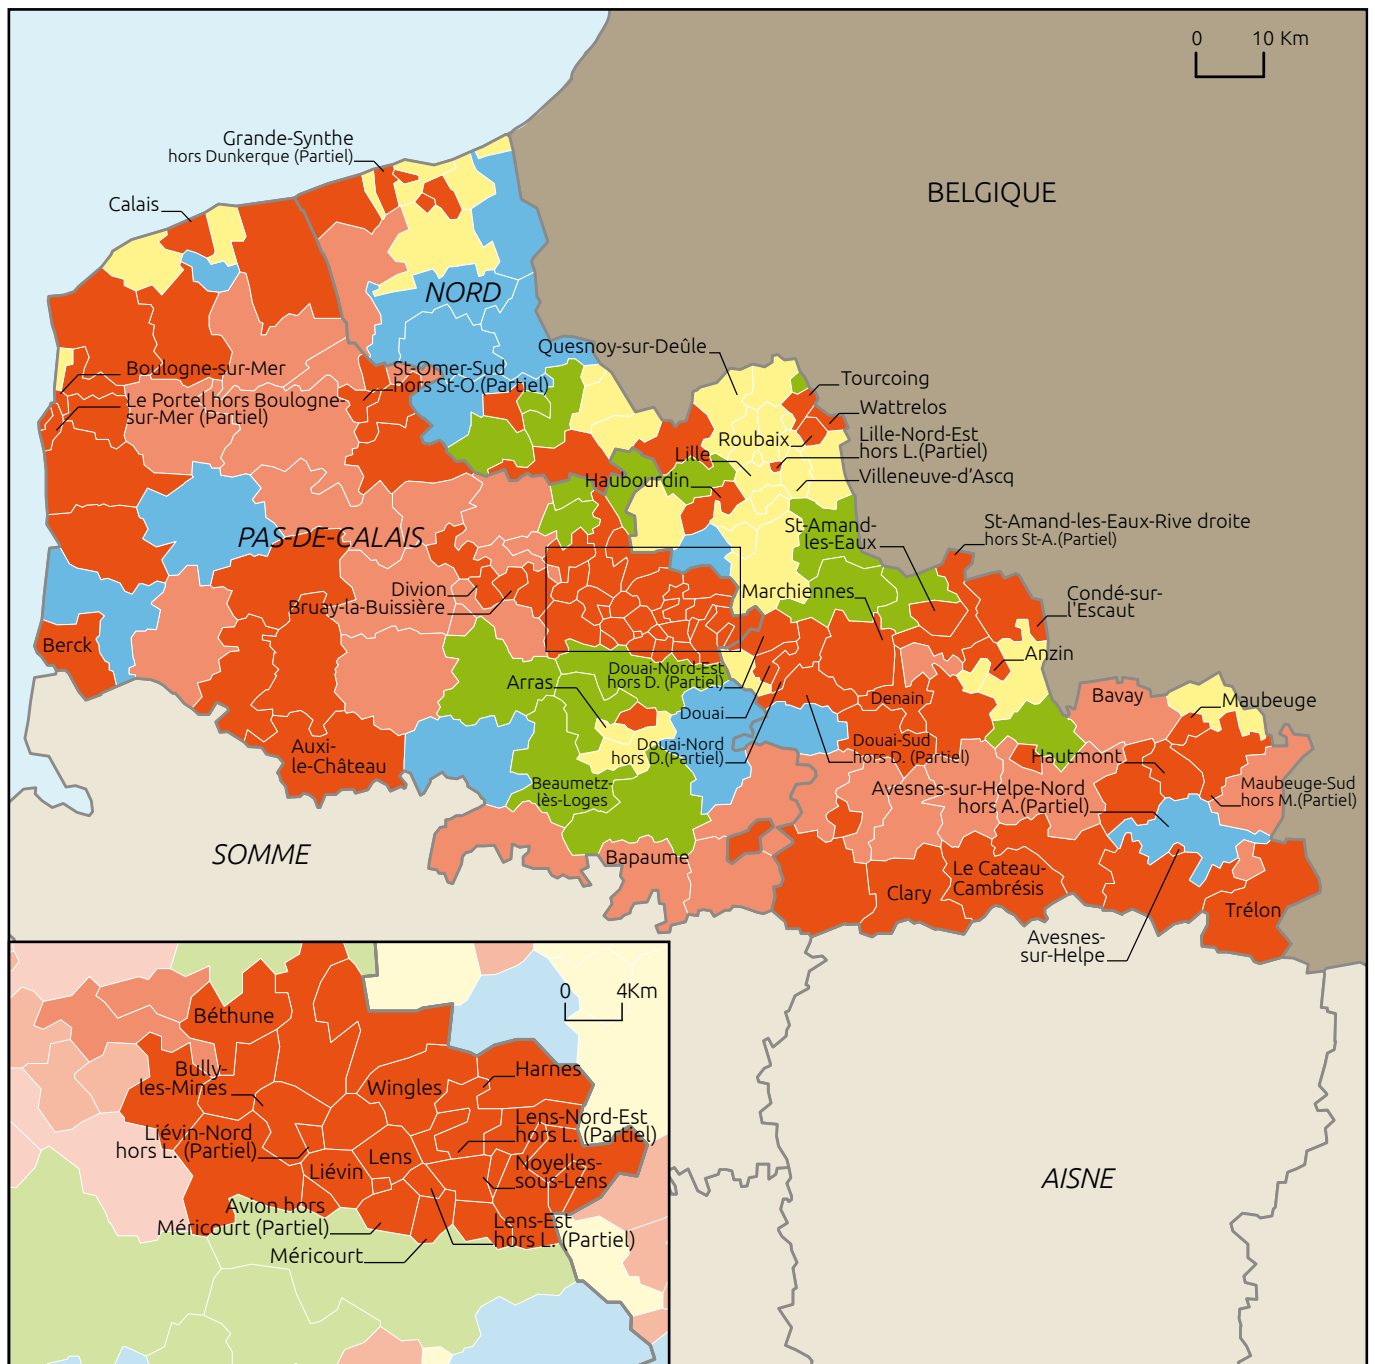 0 10 Km
Grande-Synthe
hors Dunkerque (Partiel)
BELGIQUE
Calais
NORD
Quesnoy-sur-Deûle
Boulogne-sur-Mer
St-Omer-Sud
hors St-O.(Partiel)
Tourcoing
Le Portel hors Boulogne-
sur-Mer (Partiel)
Wattrelos
Roubaix
Lille-Nord-Est
hors L.(Partiel)
Lille
Haubourdin
Villeneuve-d'Ascq
PAS-DE-CALAIS
St-Amand-
les-Eaux
St-Amand-les-Eaux-Rive droite
hors St-A.(Partiel)
Divion
Bruay-la-Buissière
Marchiennes
Condé-sur-
l'Escaut
Berck
Anzin
Arras
Douai-Nord-Est
hors D. (Partiel)
Denain
Bavay
Maubeuge
Douai
Auxi-
le-Château
Douai-Nord
hors D.(Partiel)
Douai-Sud
hors D. (Partiel)
Hautmont
Beaumetz-
lès-Loges
Avesnes-sur-Helpe-Nord
hors A.(Partiel)
Maubeuge-Sud
hors M.(Partiel)
SOMME
Bapaume
Clary
Le Cateau-
Cambrésis
Trélon
Avesnes-
sur-Helpe
0 4Km
Béthune
Bully-
les-Mines
Wingles
Harnes
Liévin-Nord
hors L. (Partiel)
Lens-Nord-Est
hors L. (Partiel)
Liévin
Lens
Noyelles-
sous-Lens
Avion hors
Méricourt (Partiel)
Lens-Est
hors L. (Partiel)
Méricourt
AISNE